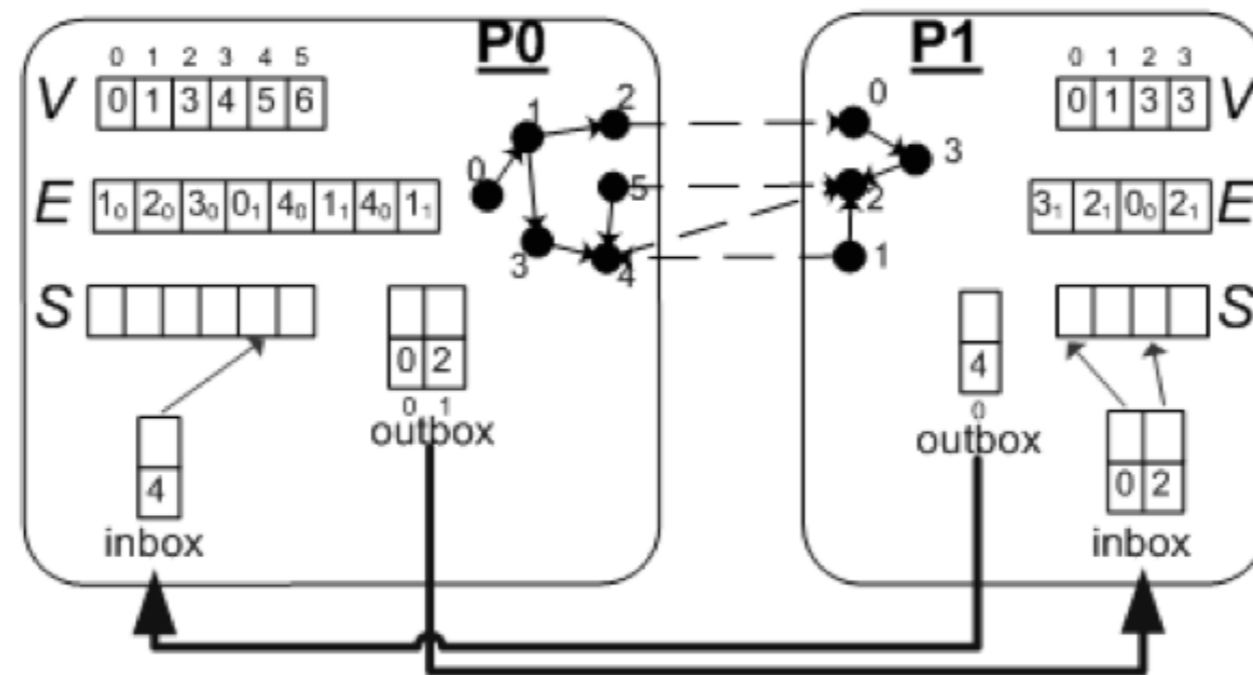 P0
0 1 2 3 4 5
V 0 1 3 4 5 6
E 1₀ 2₀ 3₀ 0₁ 4₀ 1₁ 4₀ 1₁
S
0
1
2
3
4
5
0 2
0 1
outbox
4
inbox
P1
0 1 2 3
0 1 3 3 V
3₁ 2₁ 0₀ 2₁ E
S
0
3
2
1
4
0
outbox
0 2
inbox